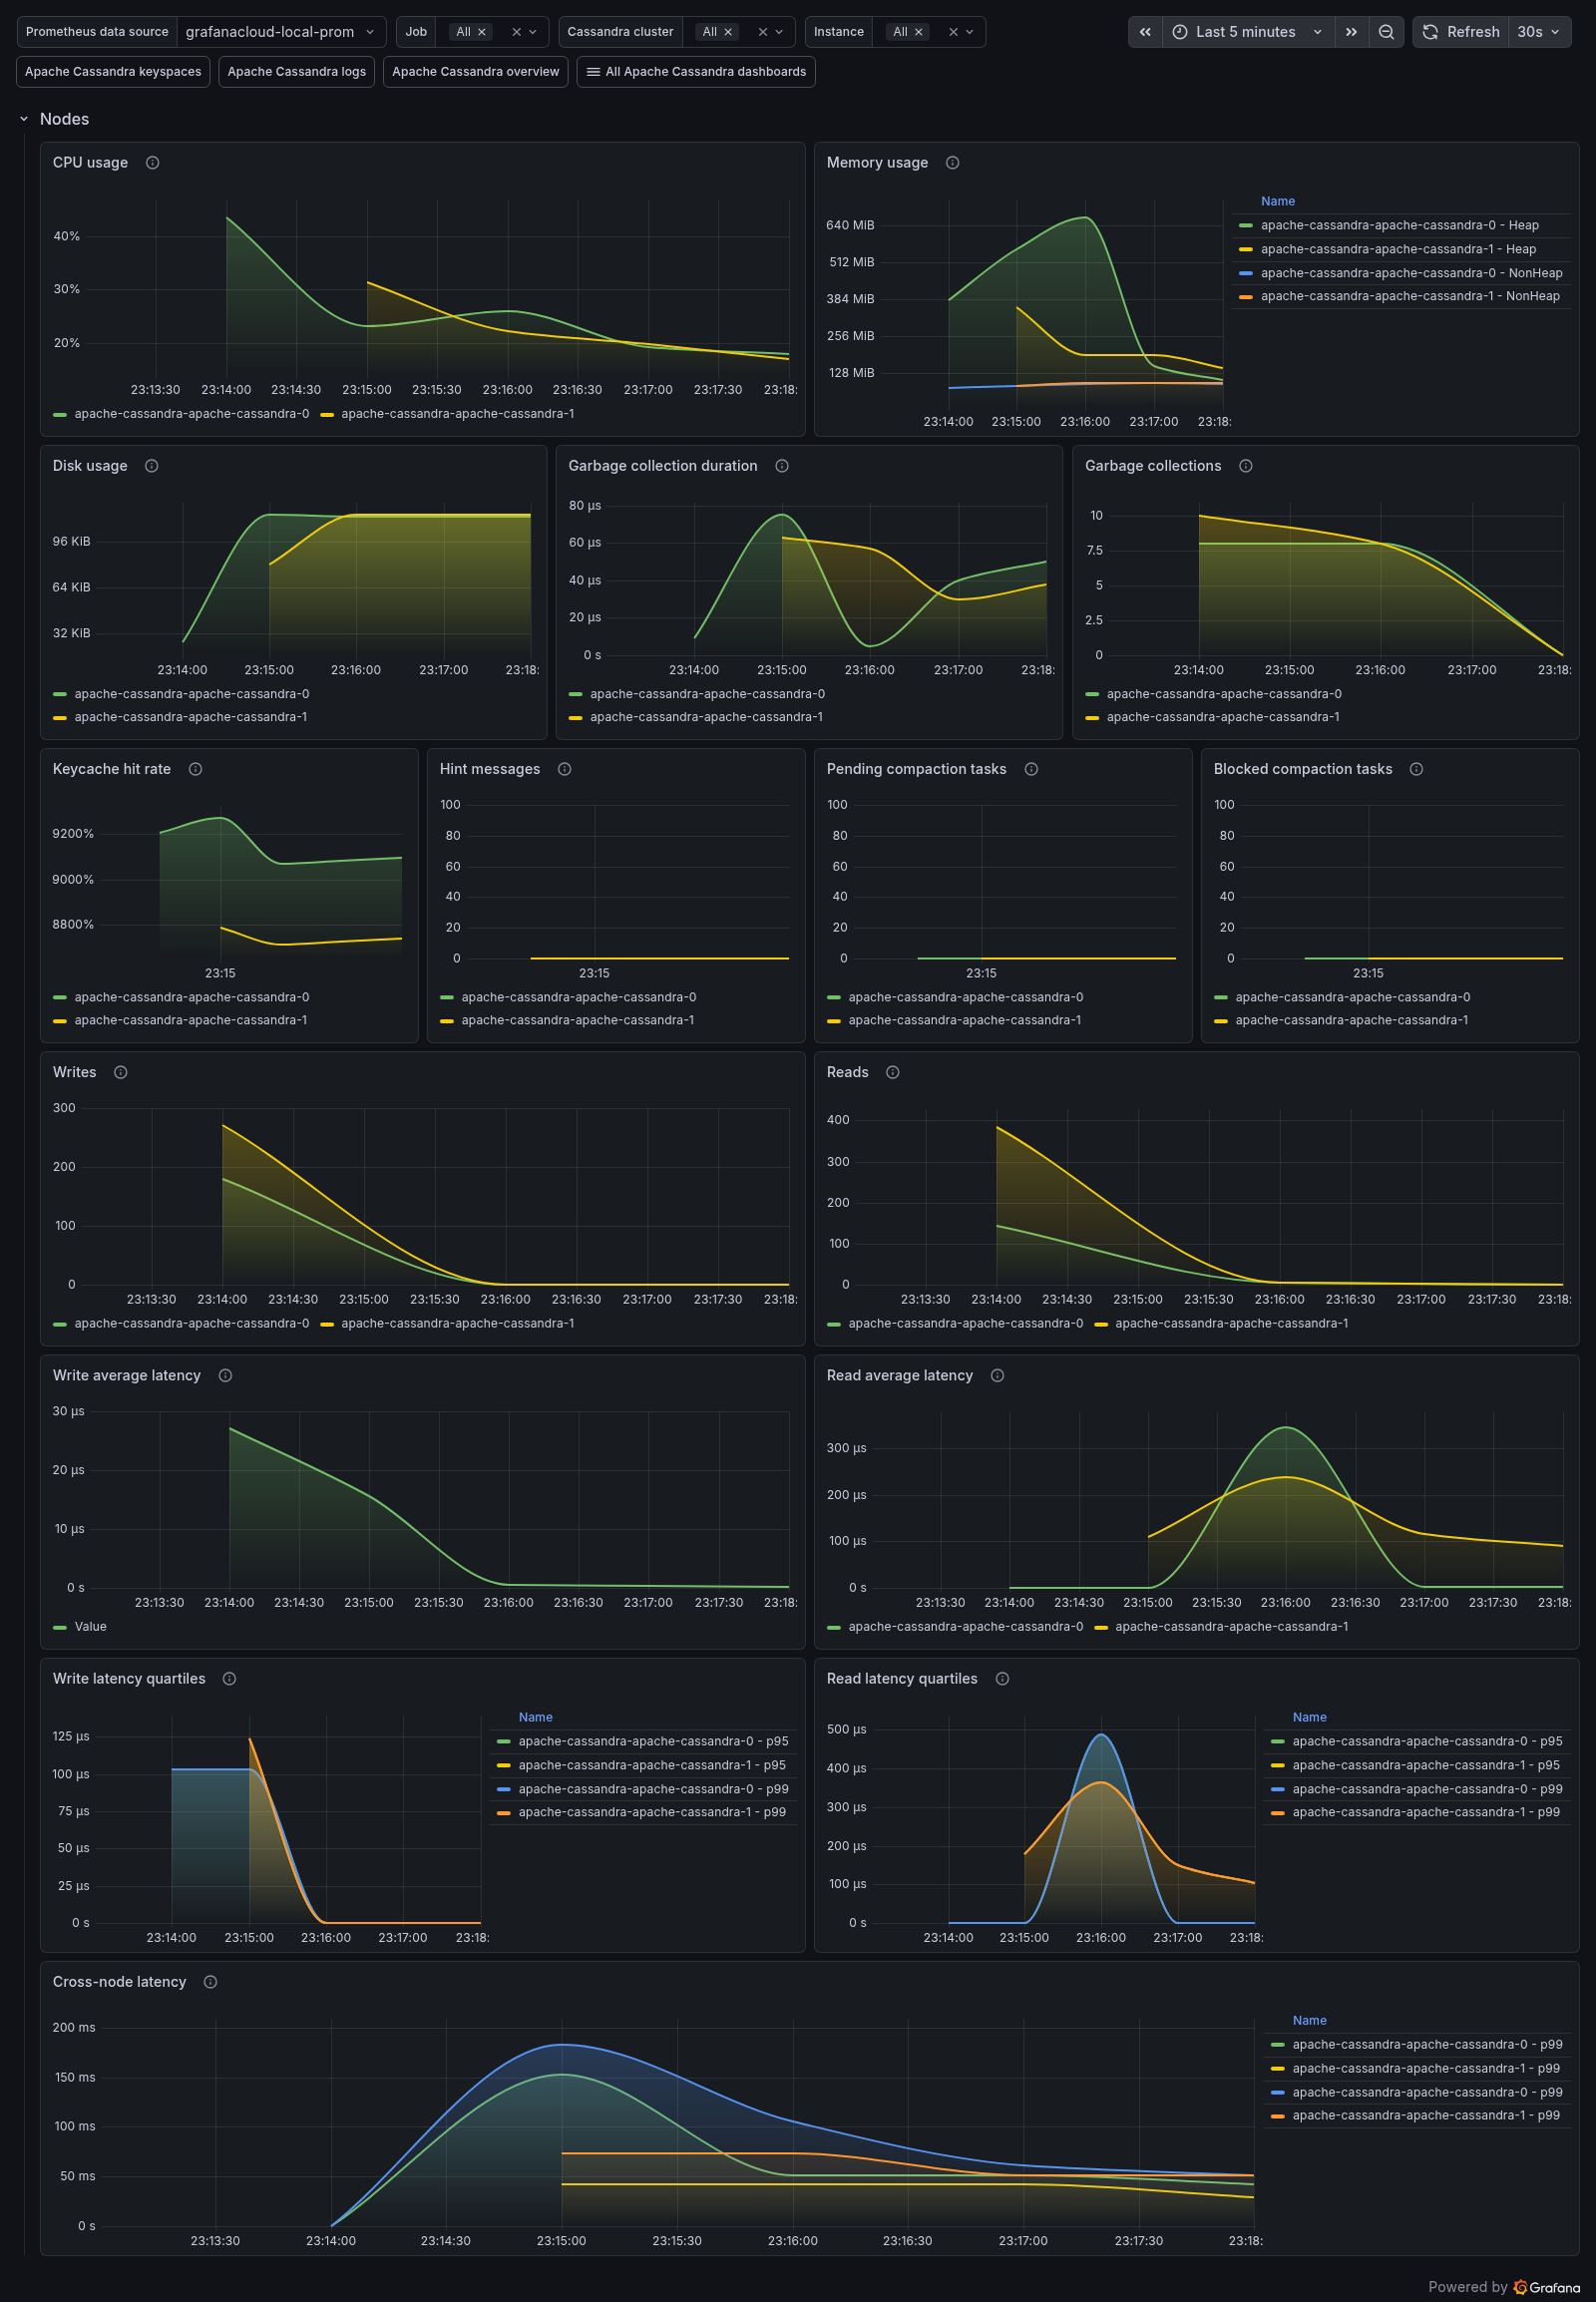 Prometheus data source grafanacloud-local-prom Job All Cassandra cluster All Instance All Last 5 minutes Refresh 30s
Apache Cassandra keyspaces Apache Cassandra logs Apache Cassandra overview All Apache Cassandra dashboards
Nodes
CPU usage
40%
30%
20%
23:13:30 23:14:00 23:14:30 23:15:00 23:15:30 23:16:00 23:16:30 23:17:00 23:17:30 23:18:
apache-cassandra-apache-cassandra-0 apache-cassandra-apache-cassandra-1
Memory usage
640 MiB
512 MiB
384 MiB
256 MiB
128 MiB
23:14:00 23:15:00 23:16:00 23:17:00 23:18:
Name
apache-cassandra-apache-cassandra-0 - Heap
apache-cassandra-apache-cassandra-1 - Heap
apache-cassandra-apache-cassandra-0 - NonHeap
apache-cassandra-apache-cassandra-1 - NonHeap
Disk usage
96 KiB
64 KiB
32 KiB
23:14:00 23:15:00 23:16:00 23:17:00 23:18:
apache-cassandra-apache-cassandra-0
apache-cassandra-apache-cassandra-1
Garbage collection duration
80 µs
60 µs
40 µs
20 µs
0 s
23:14:00 23:15:00 23:16:00 23:17:00 23:18:
apache-cassandra-apache-cassandra-0
apache-cassandra-apache-cassandra-1
Garbage collections
10
7.5
5
2.5
0
23:14:00 23:15:00 23:16:00 23:17:00 23:18:
apache-cassandra-apache-cassandra-0
apache-cassandra-apache-cassandra-1
Keycache hit rate
9200%
9000%
8800%
23:15
apache-cassandra-apache-cassandra-0
apache-cassandra-apache-cassandra-1
Hint messages
100
80
60
40
20
0
23:15
apache-cassandra-apache-cassandra-0
apache-cassandra-apache-cassandra-1
Pending compaction tasks
100
80
60
40
20
0
23:15
apache-cassandra-apache-cassandra-0
apache-cassandra-apache-cassandra-1
Blocked compaction tasks
100
80
60
40
20
0
23:15
apache-cassandra-apache-cassandra-0
apache-cassandra-apache-cassandra-1
Writes
300
200
100
0
23:13:30 23:14:00 23:14:30 23:15:00 23:15:30 23:16:00 23:16:30 23:17:00 23:17:30 23:18:
apache-cassandra-apache-cassandra-0 apache-cassandra-apache-cassandra-1
Reads
400
300
200
100
0
23:13:30 23:14:00 23:14:30 23:15:00 23:15:30 23:16:00 23:16:30 23:17:00 23:17:30 23:18:
apache-cassandra-apache-cassandra-0 apache-cassandra-apache-cassandra-1
Write average latency
30 µs
20 µs
10 µs
0 s
23:13:30 23:14:00 23:14:30 23:15:00 23:15:30 23:16:00 23:16:30 23:17:00 23:17:30 23:18:
Value
Read average latency
300 µs
200 µs
100 µs
0 s
23:13:30 23:14:00 23:14:30 23:15:00 23:15:30 23:16:00 23:16:30 23:17:00 23:17:30 23:18:
apache-cassandra-apache-cassandra-0 apache-cassandra-apache-cassandra-1
Write latency quartiles
125 µs
100 µs
75 µs
50 µs
25 µs
0 s
23:14:00 23:15:00 23:16:00 23:17:00 23:18:
Name
apache-cassandra-apache-cassandra-0 - p95
apache-cassandra-apache-cassandra-1 - p95
apache-cassandra-apache-cassandra-0 - p99
apache-cassandra-apache-cassandra-1 - p99
Read latency quartiles
500 µs
400 µs
300 µs
200 µs
100 µs
0 s
23:14:00 23:15:00 23:16:00 23:17:00 23:18:
Name
apache-cassandra-apache-cassandra-0 - p95
apache-cassandra-apache-cassandra-1 - p95
apache-cassandra-apache-cassandra-0 - p99
apache-cassandra-apache-cassandra-1 - p99
Cross-node latency
200 ms
150 ms
100 ms
50 ms
0 s
23:13:30 23:14:00 23:14:30 23:15:00 23:15:30 23:16:00 23:16:30 23:17:00 23:17:30 23:18:
Name
apache-cassandra-apache-cassandra-0 - p99
apache-cassandra-apache-cassandra-1 - p99
apache-cassandra-apache-cassandra-0 - p99
apache-cassandra-apache-cassandra-1 - p99
Powered by Grafana